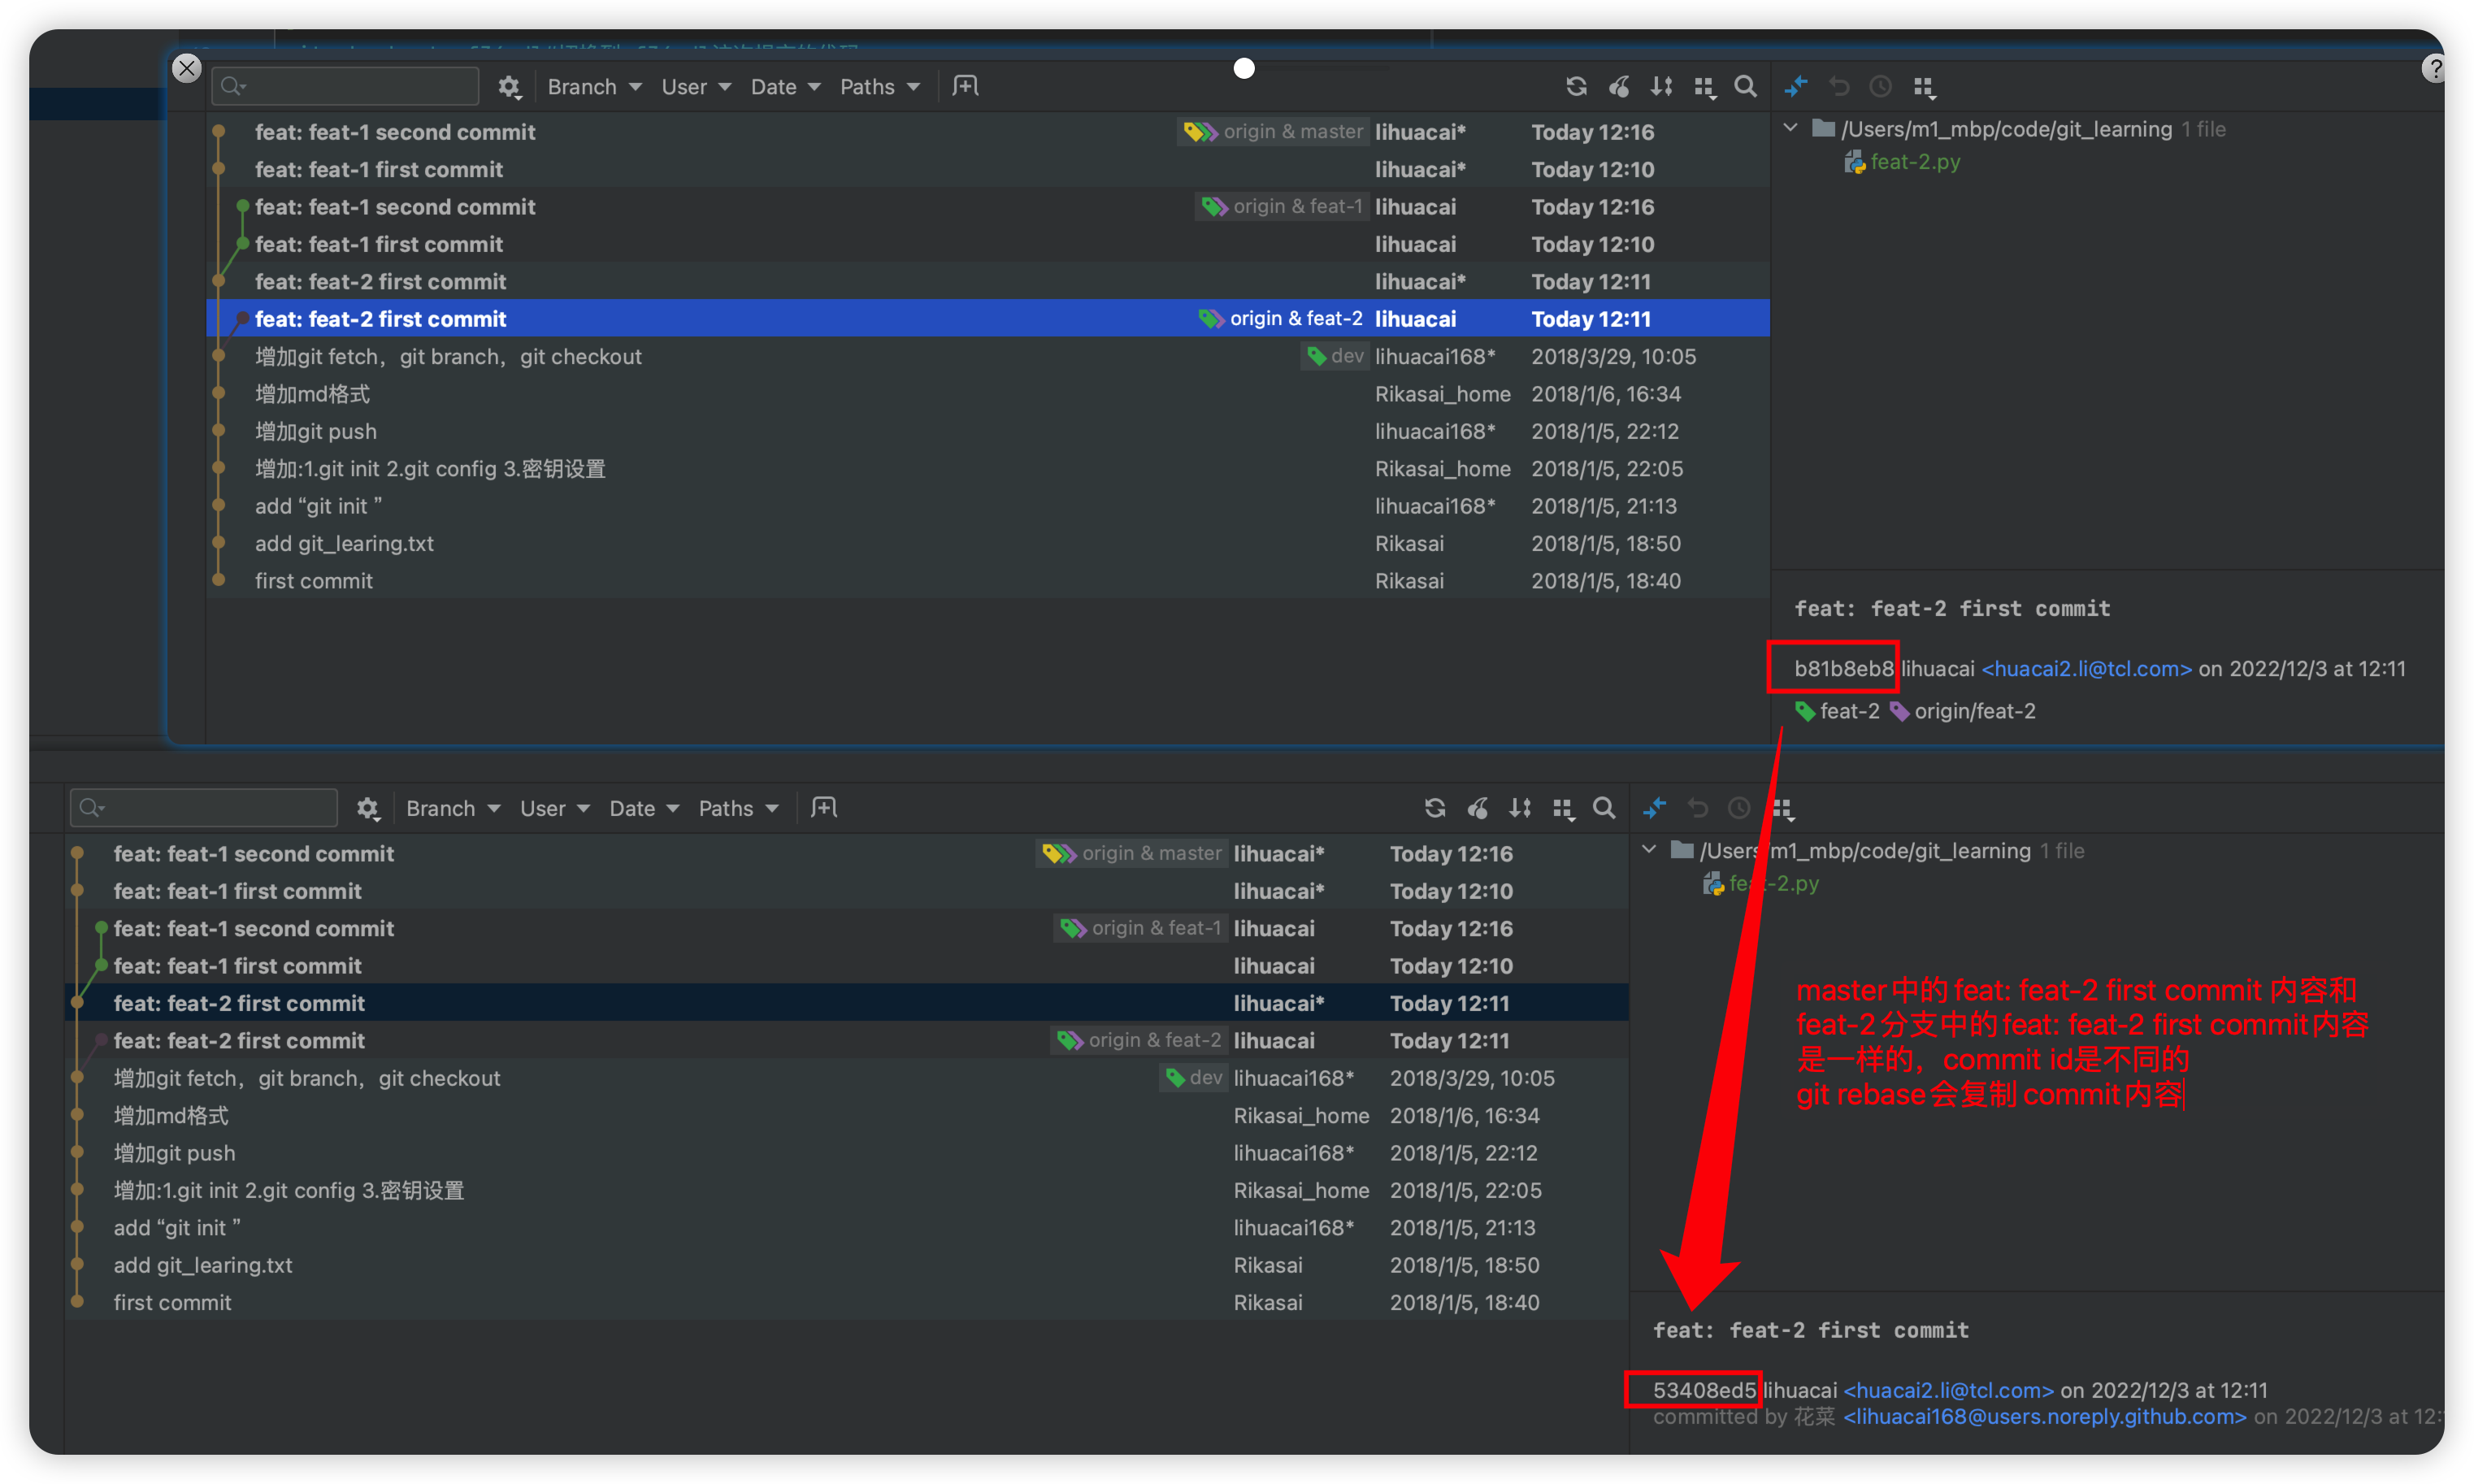 Branch User Date Paths
feat: feat-1 second commit origin & master lihuacai* Today 12:16
feat: feat-1 first commit lihuacai* Today 12:10
feat: feat-1 second commit origin & feat-1 lihuacai Today 12:16
feat: feat-1 first commit lihuacai Today 12:10
feat: feat-2 first commit lihuacai* Today 12:11
feat: feat-2 first commit origin & feat-2 lihuacai Today 12:11
增加git fetch，git branch，git checkout dev lihuacai168* 2018/3/29, 10:05
增加md格式 Rikasai_home 2018/1/6, 16:34
增加git push lihuacai168* 2018/1/5, 22:12
增加:1.git init 2.git config 3.密钥设置 Rikasai_home 2018/1/5, 22:05
add “git init ” lihuacai168* 2018/1/5, 21:13
add git_learing.txt Rikasai 2018/1/5, 18:50
first commit Rikasai 2018/1/5, 18:40
?
/Users/m1_mbp/code/git_learning 1 file
feat-2.py
feat: feat-2 first commit
b81b8eb8 lihuacai <huacai2.li@tcl.com> on 2022/12/3 at 12:11
feat-2 origin/feat-2
Branch User Date Paths
feat: feat-1 second commit origin & master lihuacai* Today 12:16
feat: feat-1 first commit lihuacai* Today 12:10
feat: feat-1 second commit origin & feat-1 lihuacai Today 12:16
feat: feat-1 first commit lihuacai Today 12:10
feat: feat-2 first commit lihuacai* Today 12:11
feat: feat-2 first commit origin & feat-2 lihuacai Today 12:11
增加git fetch，git branch，git checkout dev lihuacai168* 2018/3/29, 10:05
增加md格式 Rikasai_home 2018/1/6, 16:34
增加git push lihuacai168* 2018/1/5, 22:12
增加:1.git init 2.git config 3.密钥设置 Rikasai_home 2018/1/5, 22:05
add “git init ” lihuacai168* 2018/1/5, 21:13
add git_learing.txt Rikasai 2018/1/5, 18:50
first commit Rikasai 2018/1/5, 18:40
/Users/m1_mbp/code/git_learning 1 file
feat-2.py
master中的feat: feat-2 first commit 内容和
feat-2分支中的feat: feat-2 first commit内容
是一样的，commit id是不同的
git rebase会复制commit内容
feat: feat-2 first commit
53408ed5 lihuacai <huacai2.li@tcl.com> on 2022/12/3 at 12:11
committed by 花菜 <lihuacai168@users.noreply.github.com> on 2022/12/3 at 12: